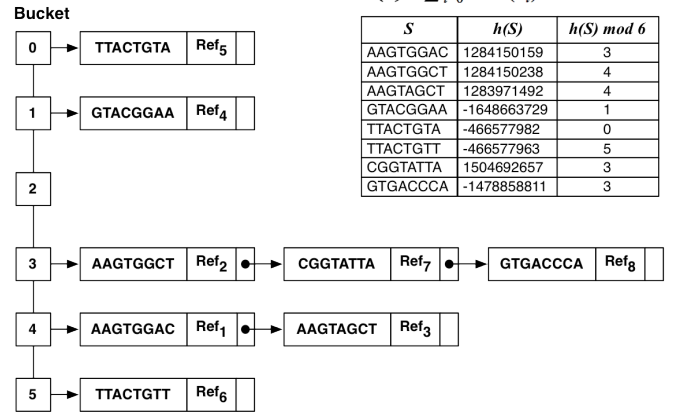 Bucket
S h(S) h(S) mod 6
AAGTGGAC 1284150159 3
AAGTGGCT 1284150238 4
AAGTAGCT 1283971492 4
GTACGGAA -1648663729 1
TTACTGTA -466577982 0
TTACTGTT -466577963 5
CGGTATTA 1504692657 3
GTGACCCA -1478858811 3
0 TTACTGTA Ref5
1 GTACGGAA Ref4
2
3 AAGTGGCT Ref2 CGGTATTA Ref7 GTGACCCA Ref8
4 AAGTGGAC Ref1 AAGTAGCT Ref3
5 TTACTGTT Ref6